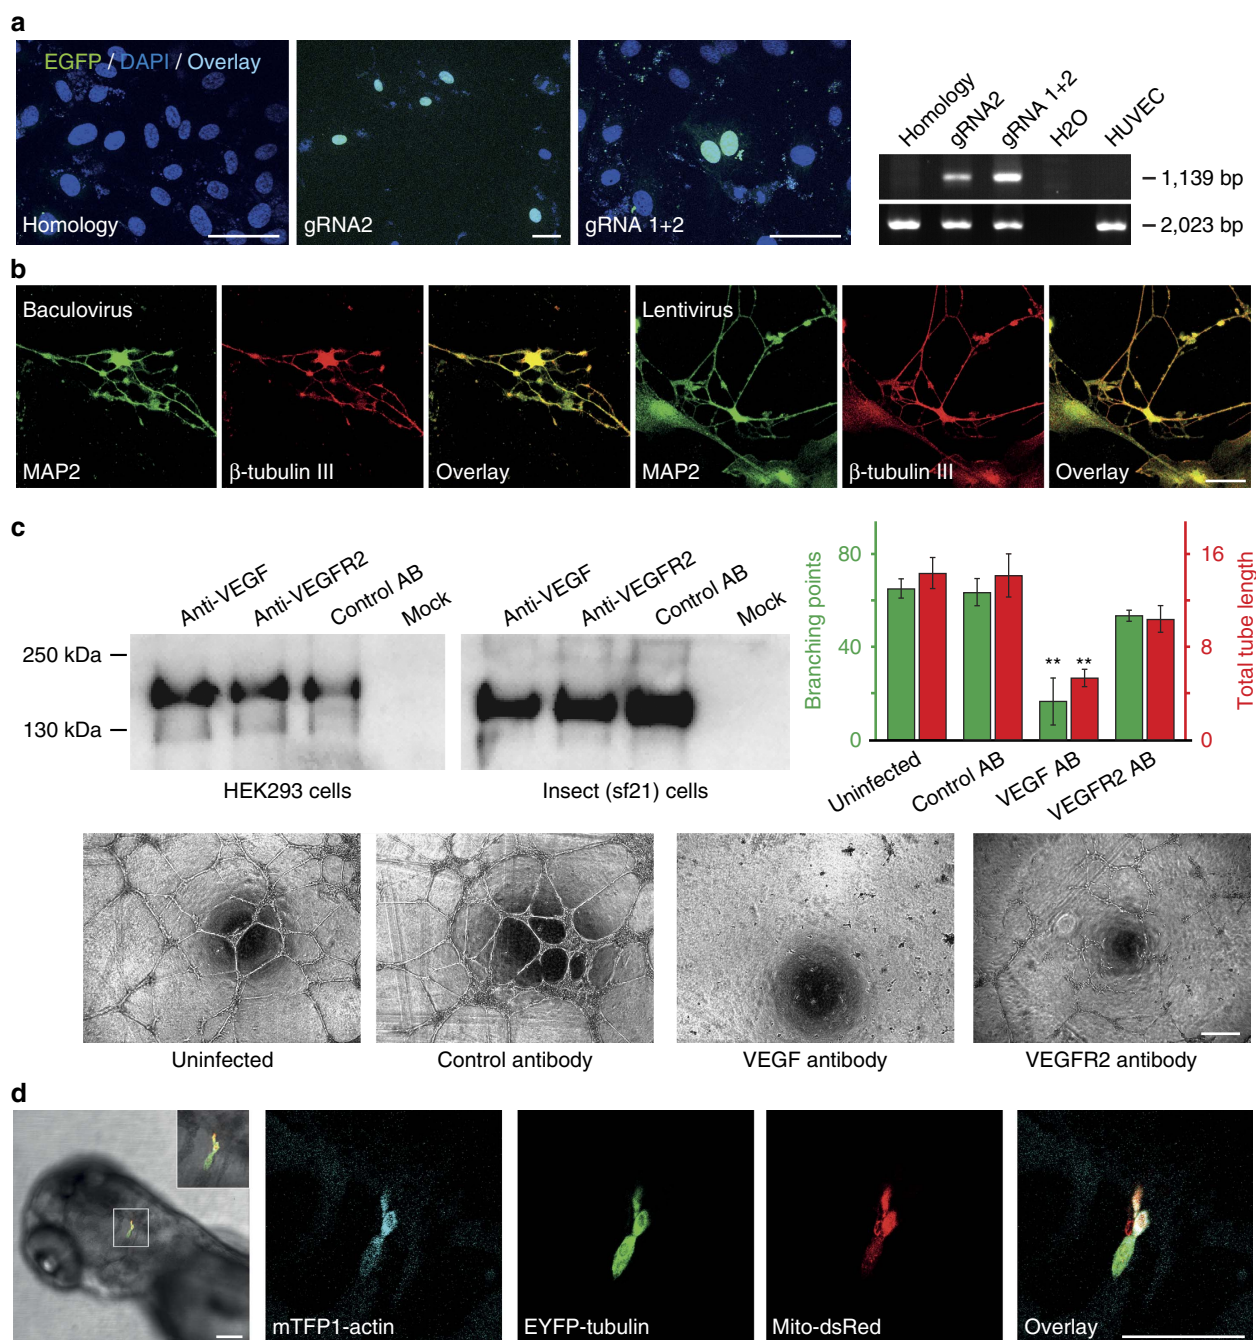 a
EGFP / DAPI / Overlay
Homology
gRNA2
gRNA 1+2
Homology
gRNA2
gRNA 1+2
H2O
HUVEC
1,139 bp
2,023 bp
b
Baculovirus
MAP2
β-tubulin III
Overlay
Lentivirus
MAP2
β-tubulin III
Overlay
c
Anti-VEGF
Anti-VEGFR2
Control AB
Mock
250 kDa
130 kDa
HEK293 cells
Anti-VEGF
Anti-VEGFR2
Control AB
Mock
Insect (sf21) cells
Branching points
80
40
0
** **
16
8
0
Total tube length
Uninfected
Control AB
VEGF AB
VEGFR2 AB
Uninfected
Control antibody
VEGF antibody
VEGFR2 antibody
d
mTFP1-actin
EYFP-tubulin
Mito-dsRed
Overlay